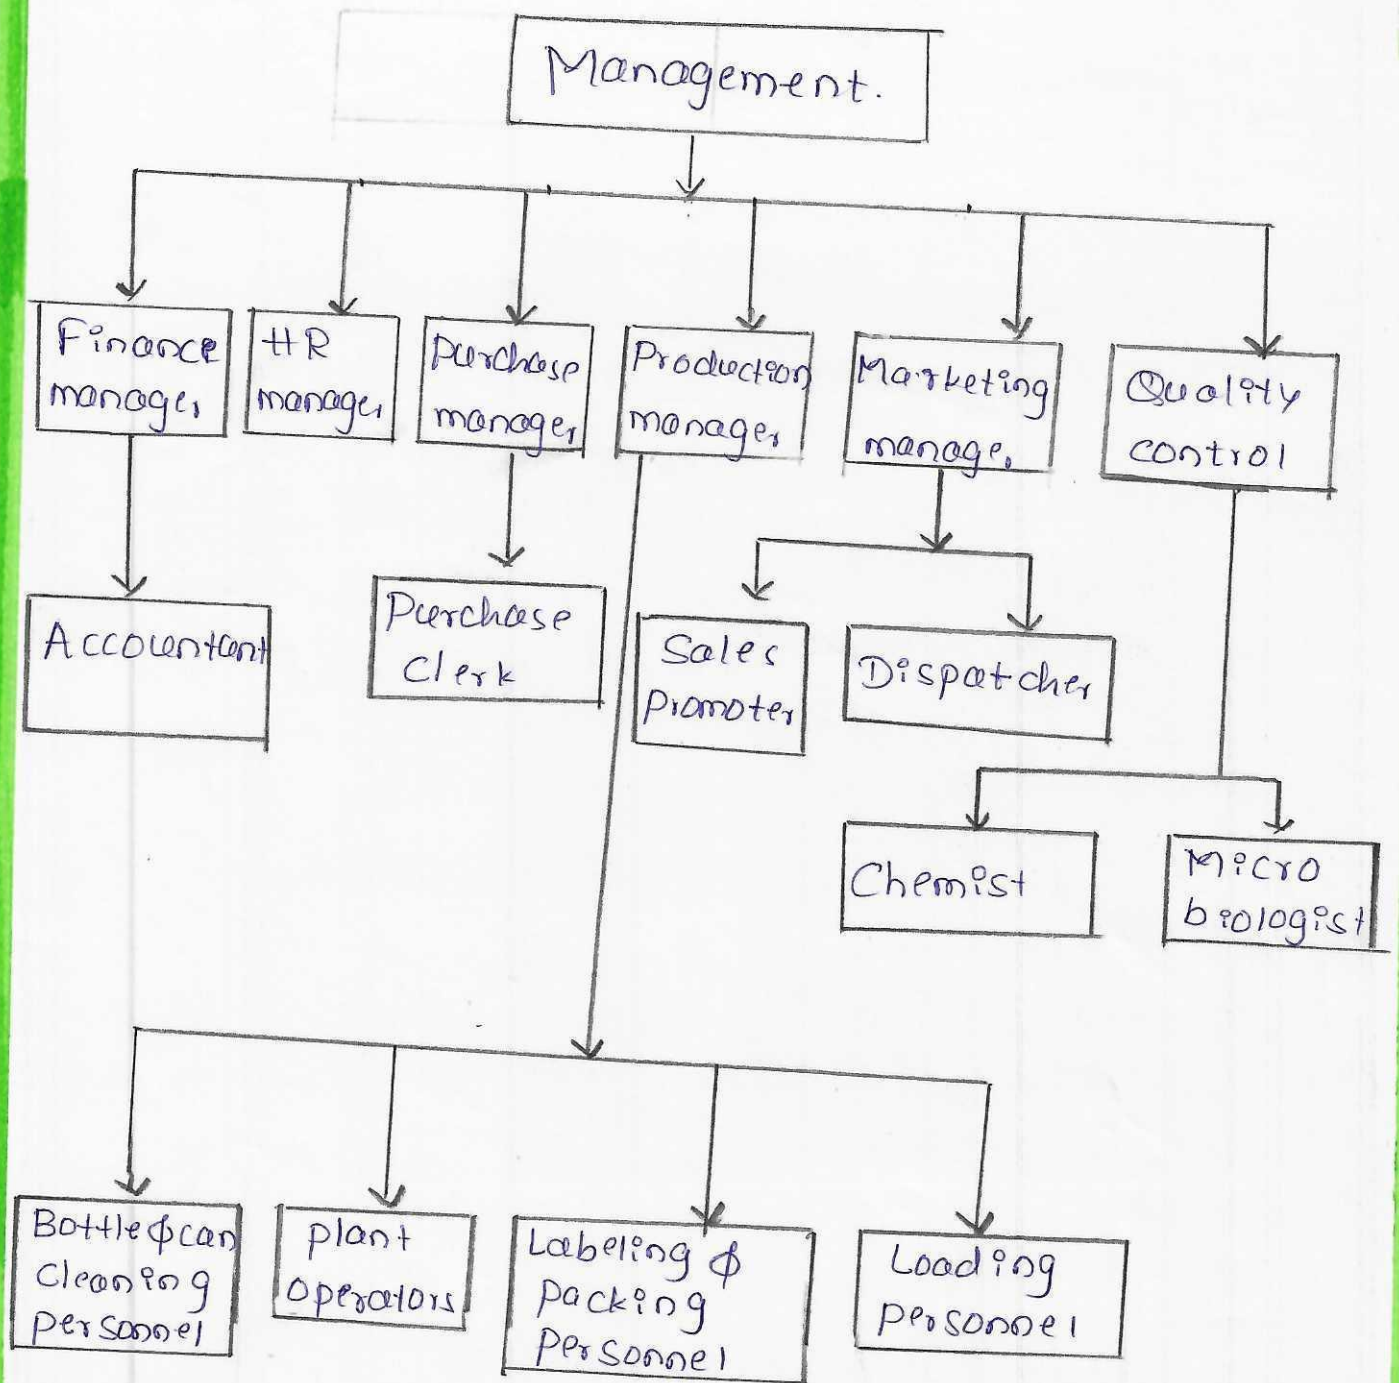 Management.
Finance
manager
HR
manager
Purchase
manager
Production
manager
Marketing
manager
Quality
control
Accountant
Purchase
Clerk
Sales
Promoter
Dispatcher
Chemist
Micro
biologist
Bottle & can
Cleaning
personnel
plant
operators
Labeling &
packing
personnel
Loading
personnel